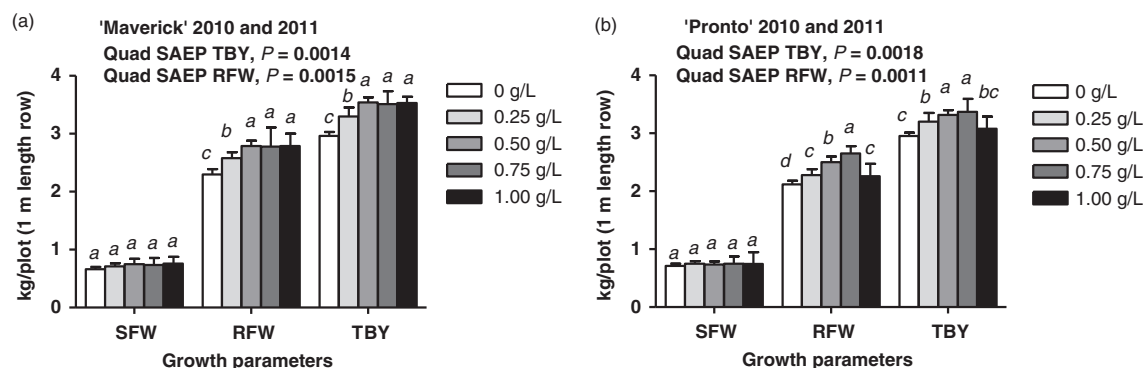 (a)
'Maverick' 2010 and 2011
Quad SAEP TBY, P = 0.0014
Quad SAEP RFW, P = 0.0015
kg/plot (1 m length row)
4
3
2
1
0
a a a a a
c b a a a
c b a a a
SFW RFW TBY
Growth parameters
0 g/L
0.25 g/L
0.50 g/L
0.75 g/L
1.00 g/L
(b)
'Pronto' 2010 and 2011
Quad SAEP TBY, P = 0.0018
Quad SAEP RFW, P = 0.0011
kg/plot (1 m length row)
4
3
2
1
0
a a a a a
d c b a c
c b a a bc
SFW RFW TBY
Growth parameters
0 g/L
0.25 g/L
0.50 g/L
0.75 g/L
1.00 g/L